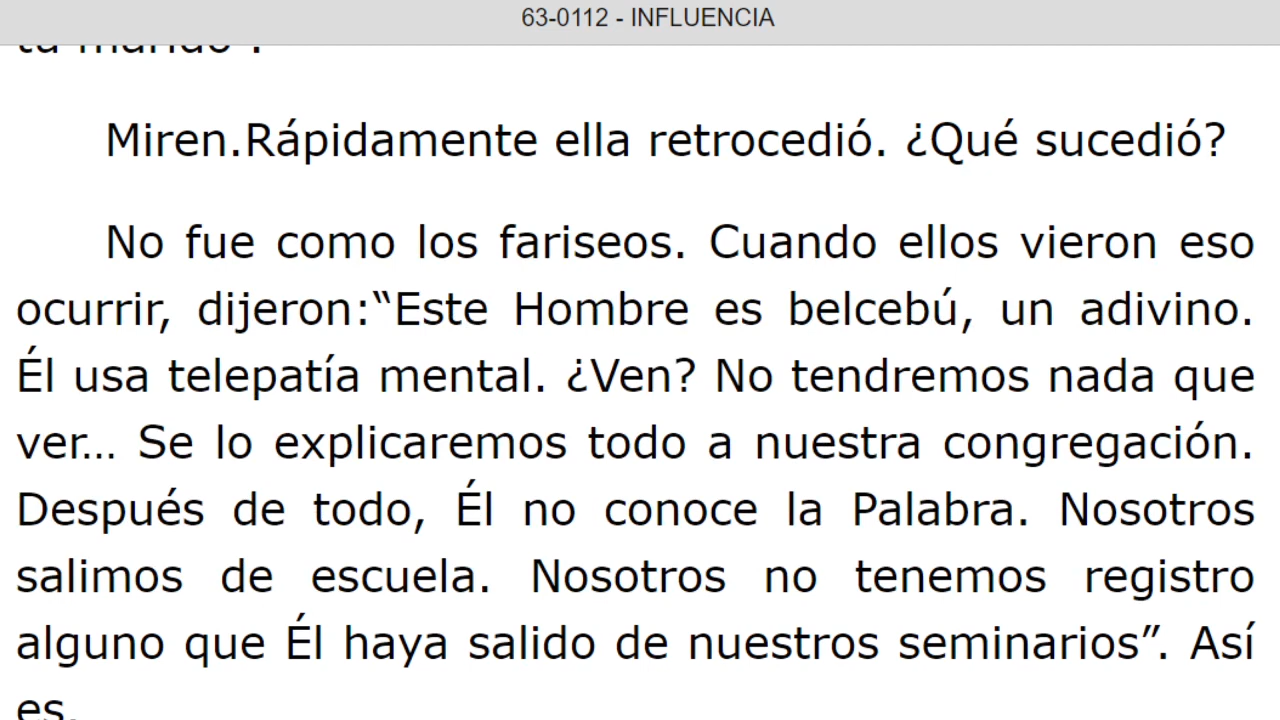 63-0112 - INFLUENCIA
tu marido".
Miren.Rápidamente ella retrocedió. ¿Qué sucedió?
No fue como los fariseos. Cuando ellos vieron eso
ocurrir, dijeron:“Este Hombre es belcebú, un adivino.
Él usa telepatía mental. ¿Ven? No tendremos nada que
ver… Se lo explicaremos todo a nuestra congregación.
Después de todo, Él no conoce la Palabra. Nosotros
salimos de escuela. Nosotros no tenemos registro
alguno que Él haya salido de nuestros seminarios”. Así
es.